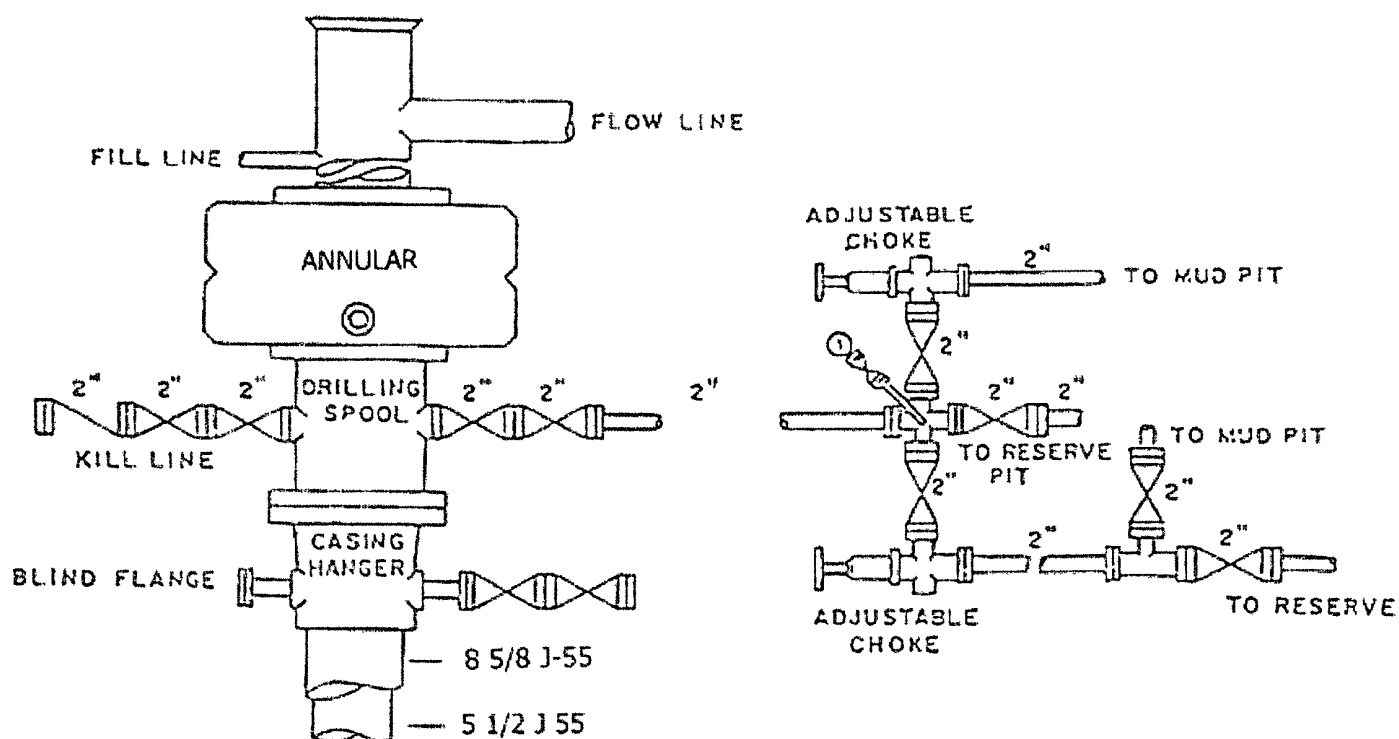 FLOW LINE
FILL LINE
ANNULAR
2" 2" 2" DRILLING 2" 2" 2"
SPOOL
KILL LINE
CASING
HANGER
BLIND FLANGE
8 5/8 J-55
5 1/2 J 55
ADJUSTABLE
CHOKE
2"
TO MUD PIT
2"
1
2"
2"
TO RESERVE
PIT
TO MUD PIT
2"
2"
2"
2"
ADJUSTABLE
CHOKE
TO RESERVE